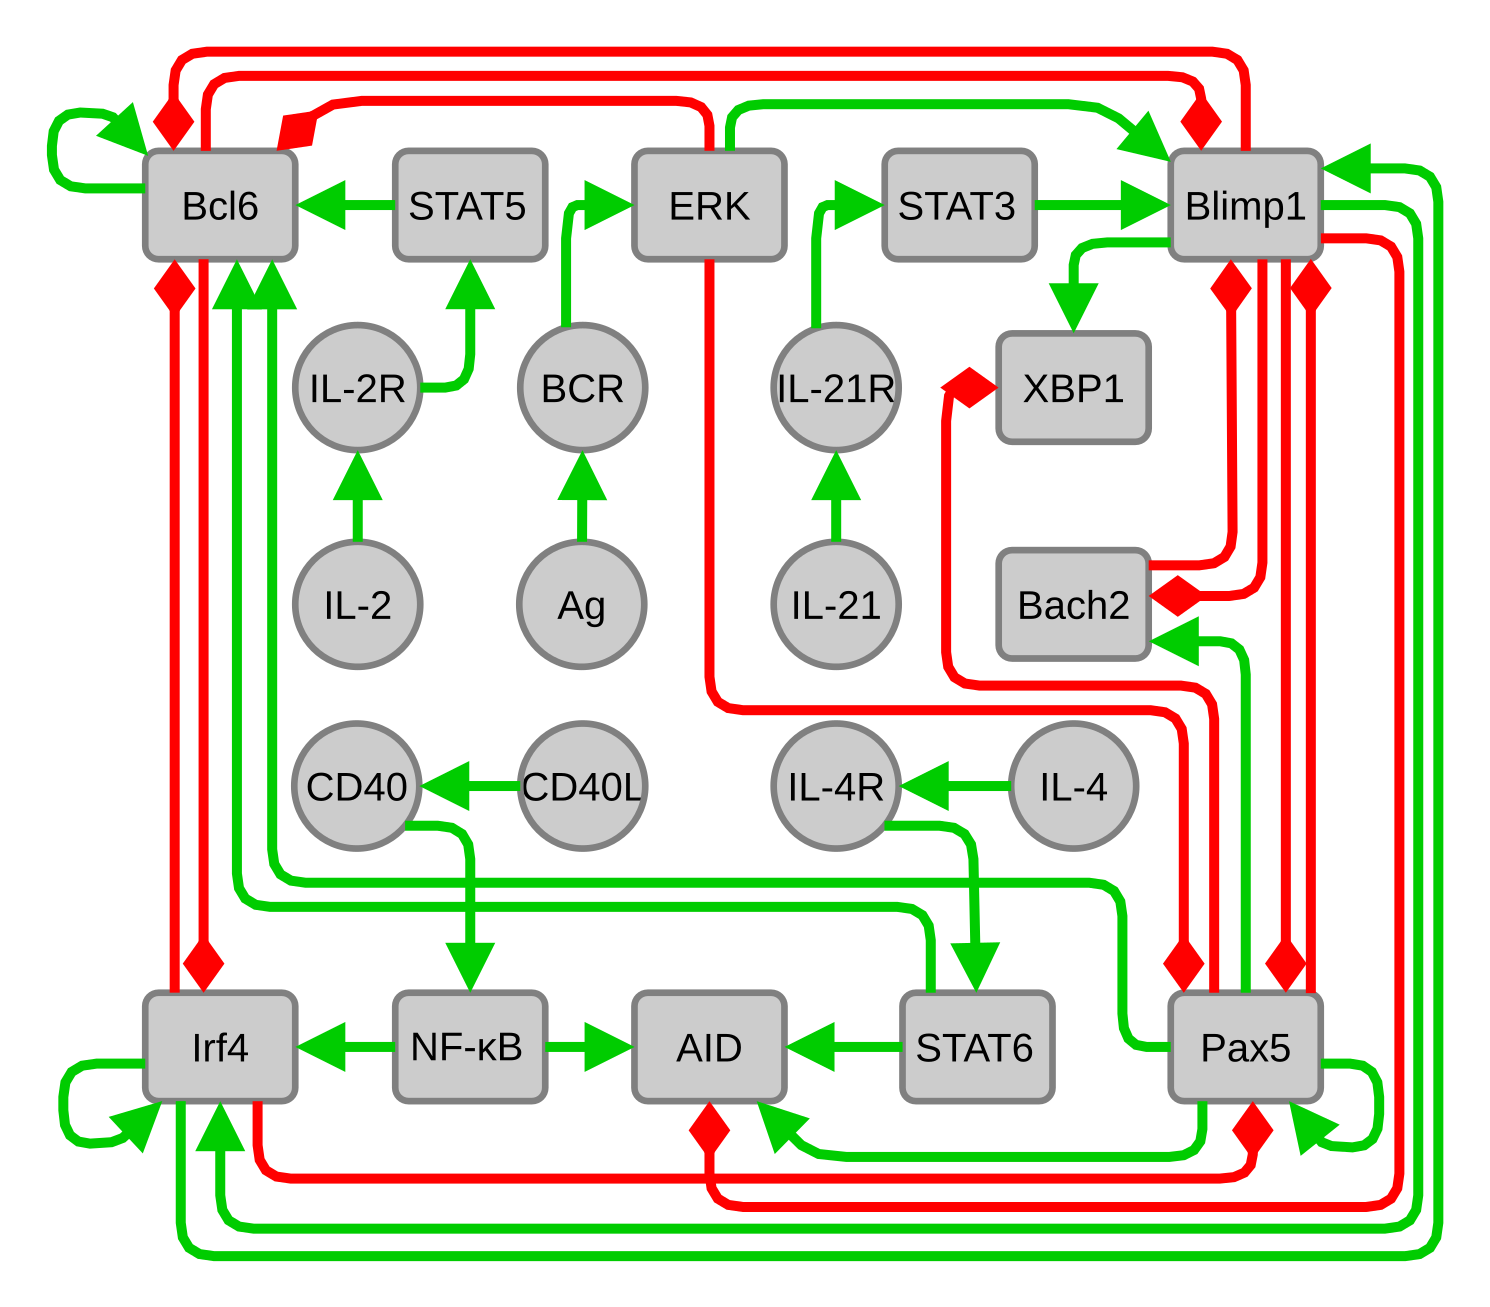 Bcl6
STAT5
ERK
STAT3
Blimp1
IL-2R
BCR
IL-21R
XBP1
IL-2
Ag
IL-21
Bach2
CD40
CD40L
IL-4R
IL-4
Irf4
NF-κB
AID
STAT6
Pax5